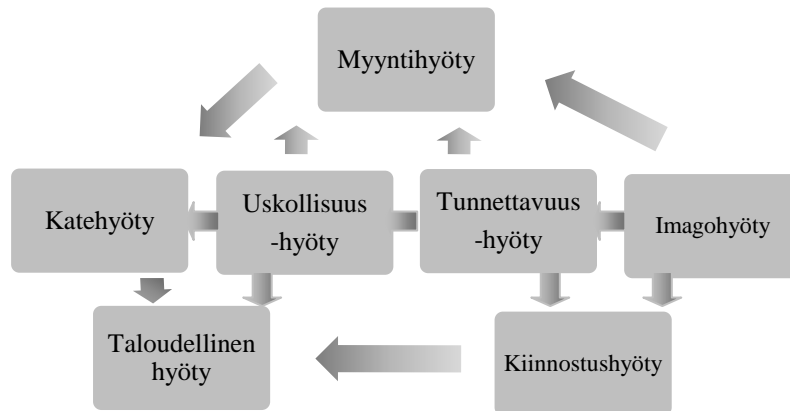 Myyntihyöty
Katehyöty
Uskollisuus
-hyöty
Tunnettavuus
-hyöty
Imagohyöty
Taloudellinen
hyöty
Kiinnostushyöty